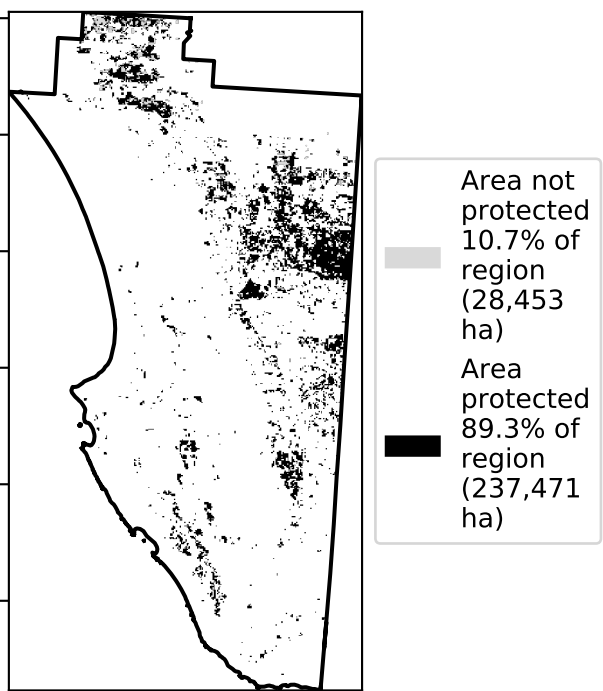 Area not
protected
10.7% of
region
(28,453
ha)
Area
protected
89.3% of
region
(237,471
ha)